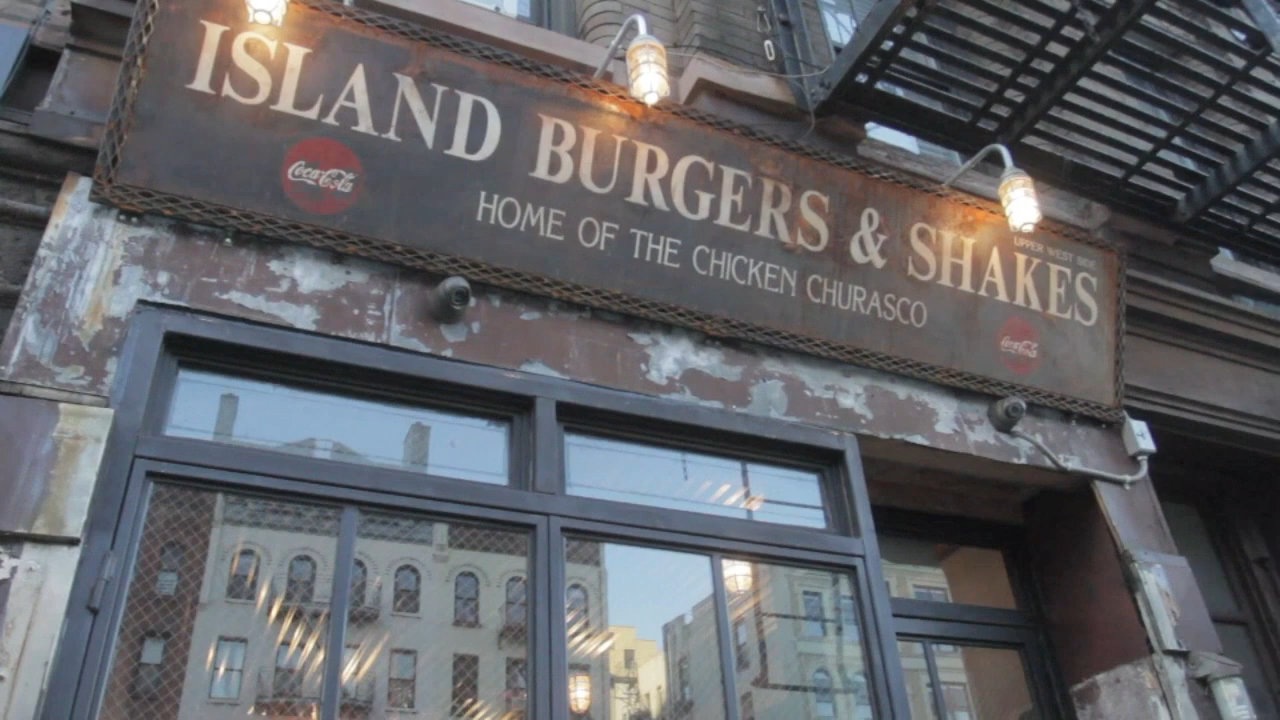 ISLAND BURGERS & SHAKES
UPPER WEST SIDE
HOME OF THE CHICKEN CHURASCO
Coca-Cola
Coca-Cola